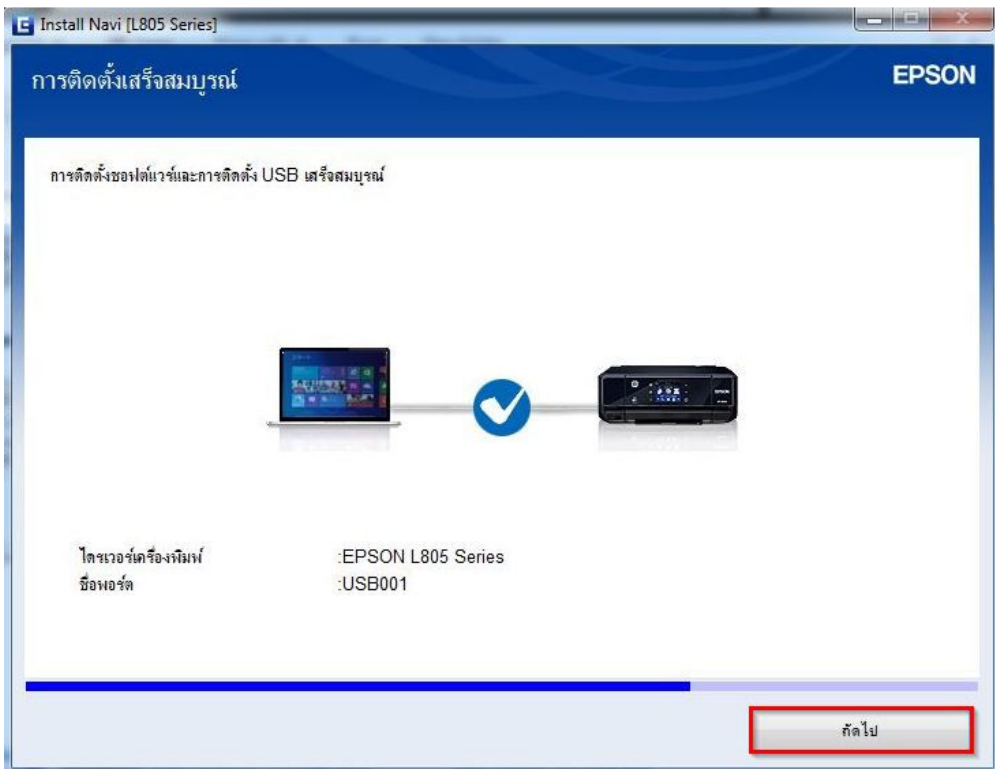 Install Navi [L805 Series]
การติดตั้งเสร็จสมบูรณ์
EPSON
การติดตั้งซอฟต์แวร์และการติดตั้ง USB เสร็จสมบูรณ์
ไดรเวอร์เครื่องพิมพ์ :EPSON L805 Series
ชื่อพอร์ต :USB001
ถัดไป